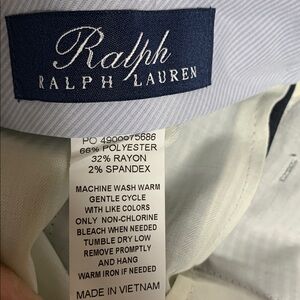 Ralph
RALPH LAUREN
PO 4900975686
66% POLYESTER
32% RAYON
2% SPANDEX
MACHINE WASH WARM
GENTLE CYCLE
WITH LIKE COLORS
ONLY NON-CHLORINE
BLEACH WHEN NEEDED
TUMBLE DRY LOW
REMOVE PROMPTLY
AND HANG
WARM IRON IF NEEDED
MADE IN VIETNAM